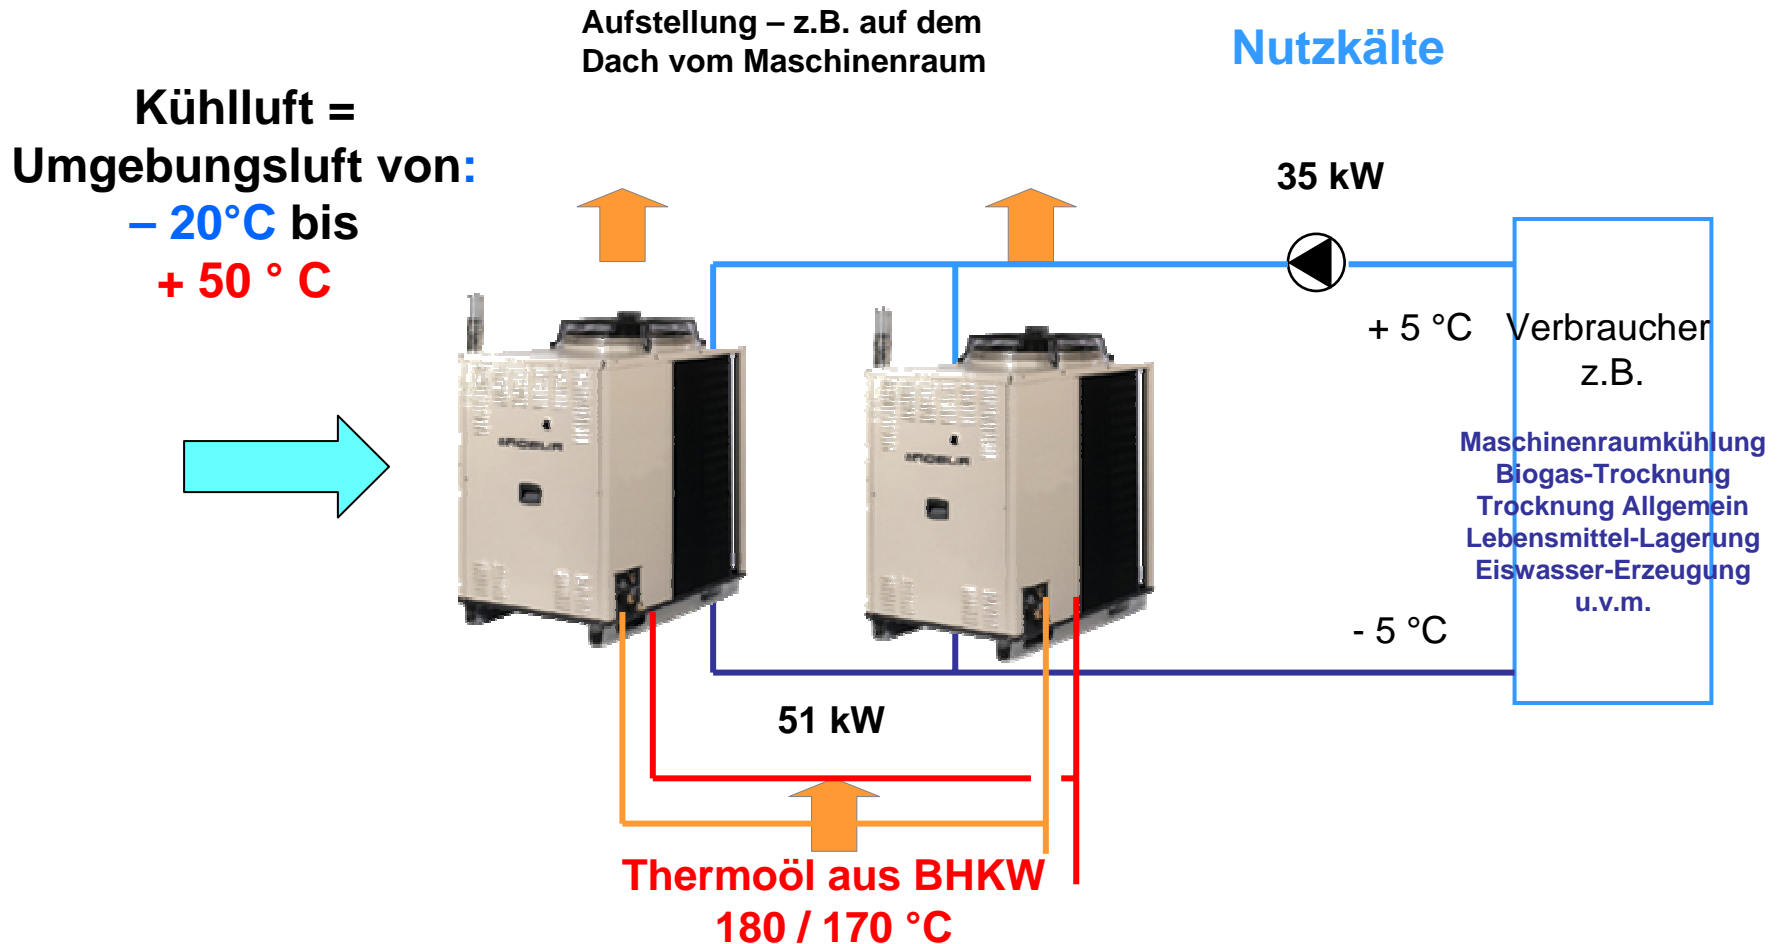 Aufstellung – z.B. auf dem
Dach vom Maschinenraum
Nutzkälte
Kühlluft =
Umgebungsluft von:
– 20°C bis
+ 50 ° C
35 kW
+ 5 °C
Verbraucher
z.B.
Maschinenraumkühlung
Biogas-Trocknung
Trocknung Allgemein
Lebensmittel-Lagerung
Eiswasser-Erzeugung
u.v.m.
- 5 °C
51 kW
Thermoöl aus BHKW
180 / 170 °C